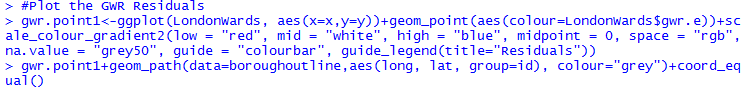 > #Plot the GWR Residuals
> gwr.point1<-ggplot(LondonWards, aes(x=x,y=y))+geom_point(aes(colour=LondonWards$gwr.e))+sc
ale_colour_gradient2(low = "red", mid = "white", high = "blue", midpoint = 0, space = "rgb",
na.value = "grey50", guide = "colourbar", guide_legend(title="Residuals"))
> gwr.point1+geom_path(data=boroughoutline,aes(long, lat, group=id), colour="grey")+coord_eq
ual()